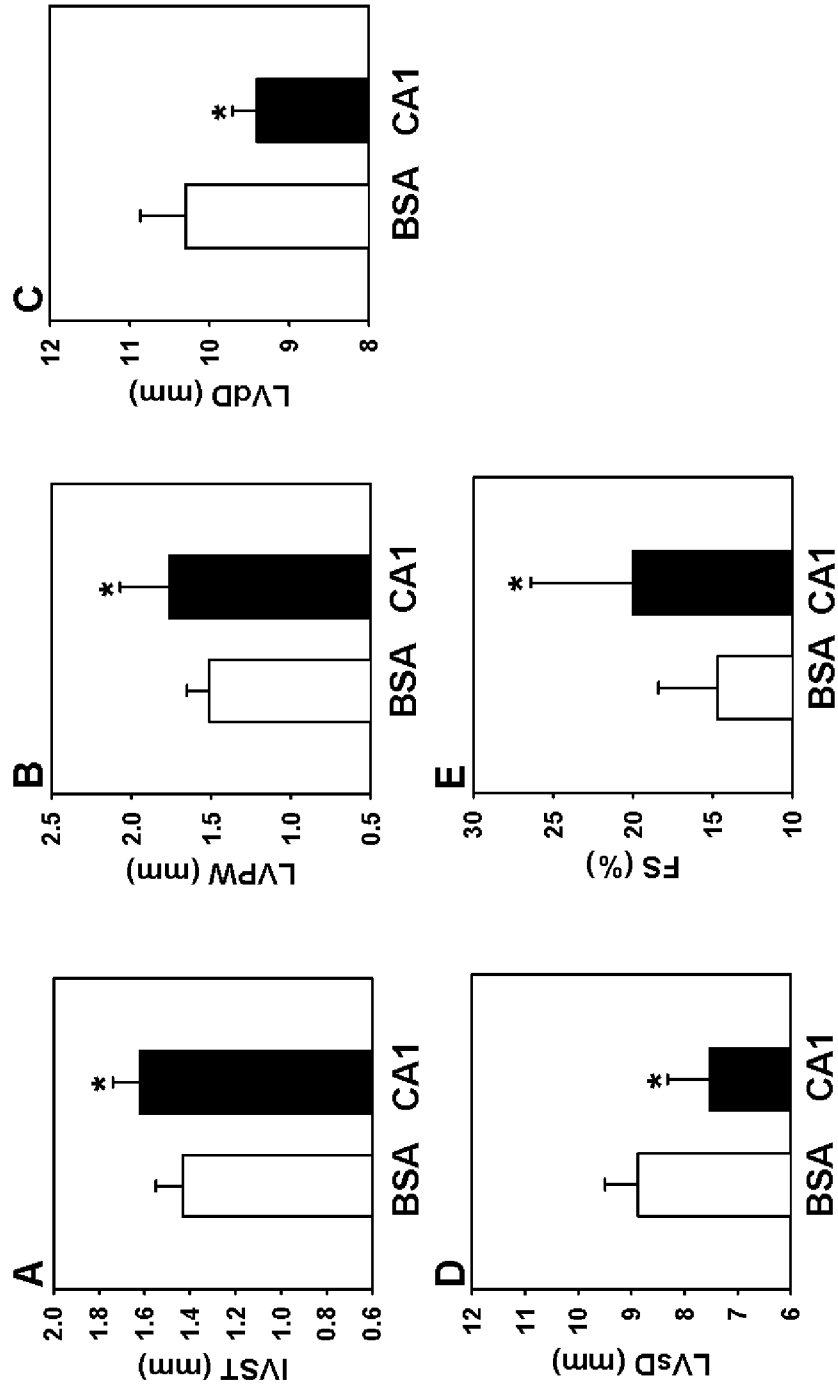 A
IVST (mm)
2.0
1.8
1.6
1.4
1.2
1.0
0.8
0.6
*
BSA CA1
B
LVPW (mm)
2.5
2.0
1.5
1.0
0.5
*
BSA CA1
C
LVdD (mm)
12
11
10
9
8
*
BSA CA1
D
LVsD (mm)
12
11
10
9
8
7
6
*
BSA CA1
E
FS (%)
30
25
20
15
10
*
BSA CA1